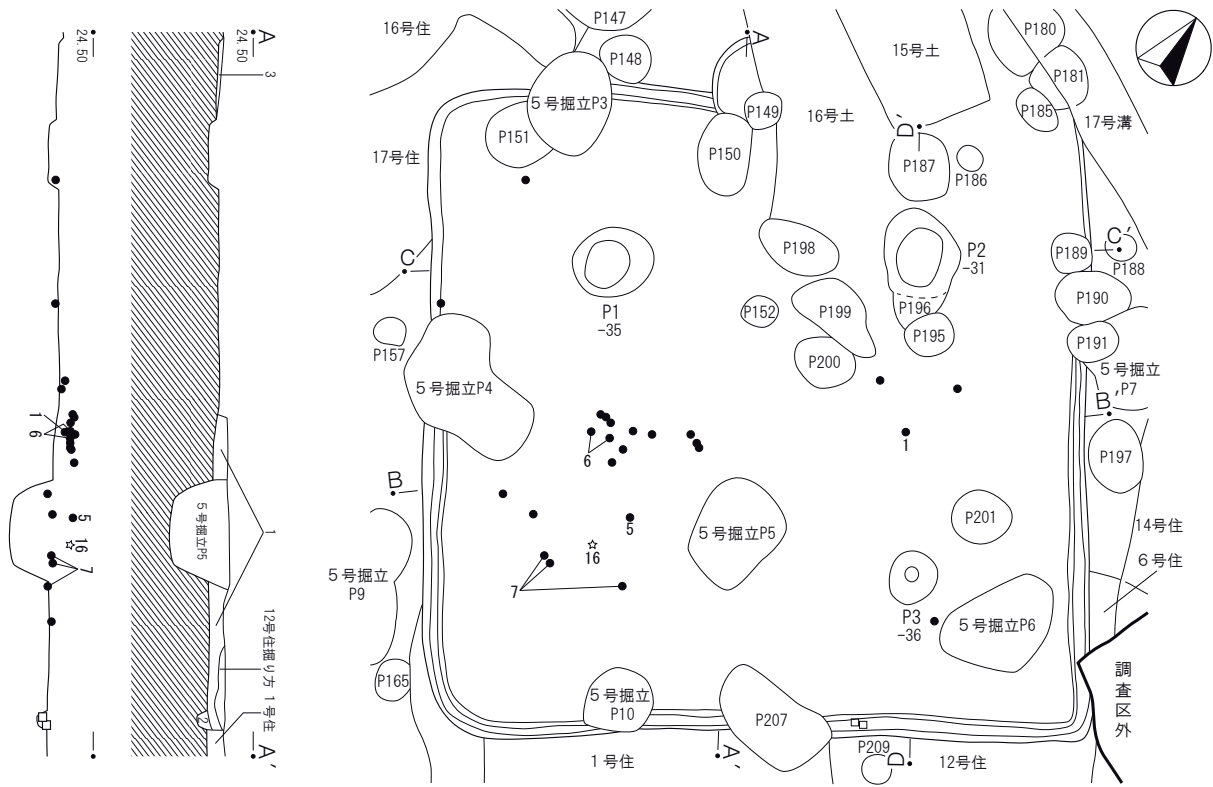 24.50
A
24.50
3
1
6
5
16
7
5号掘立P5
1
12号住掘り方
1号住
2
A'
16号住
P147
P148
5号掘立P3
P151
17号住
A
P149
P150
16号土
15号土
D'
P187
P186
P180
P181
P185
17号溝
C
P1
-35
P198
P2
-31
P196
P195
P199
P200
P152
P189
C'
P188
P190
P191
5号掘立
P7
B'
P197
P157
5号掘立P4
6
1
B
5
5号掘立P5
P201
16
7
5号掘立
P9
P3
-36
5号掘立P6
14号住
6号住
P165
5号掘立
P10
P207
調査区外
1号住
A'
P209
D
12号住